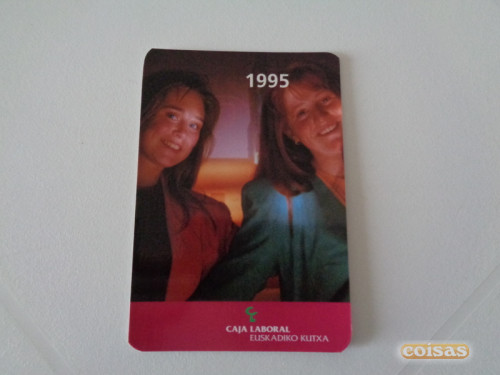 1995
CAJA LABORAL
EUSKADIKO KUTXA
coisas